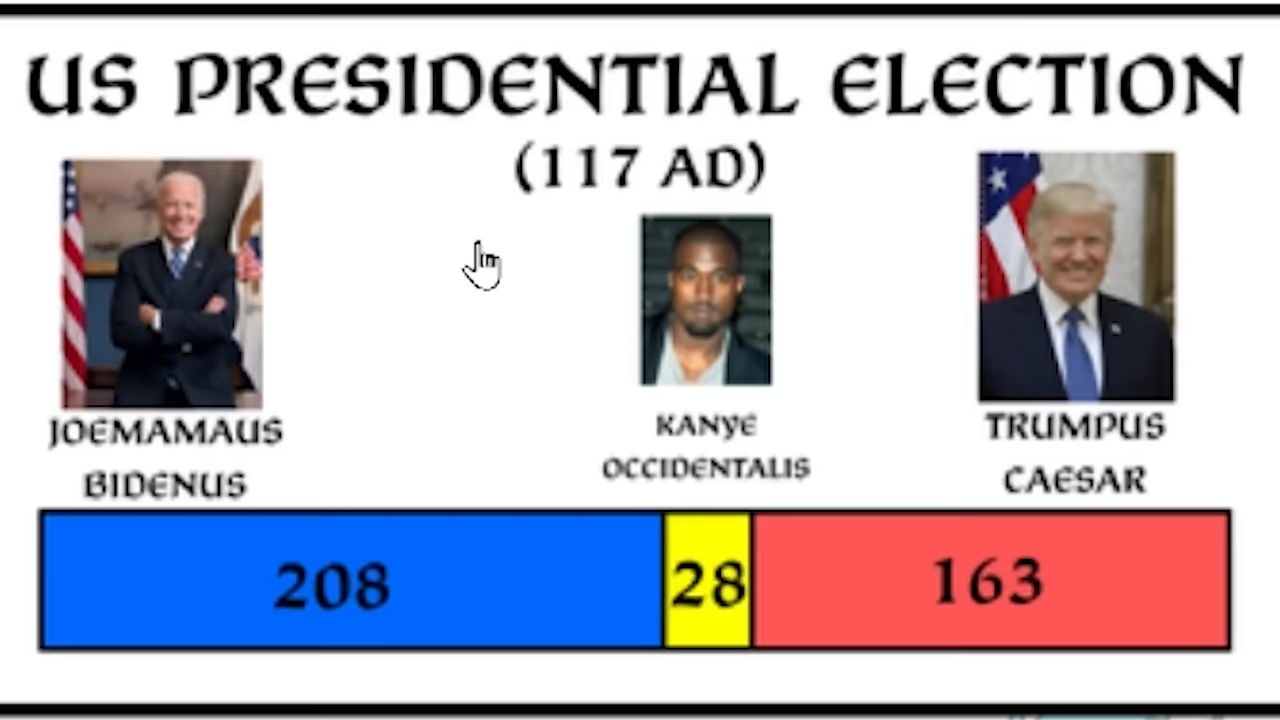 US PRESIDENTIAL ELECTION
(117 AD)
JOEMAMAUS
BIDENUS
KANYE
OCCIDENTALIS
TRUMPUS
CAESAR
208
28
163